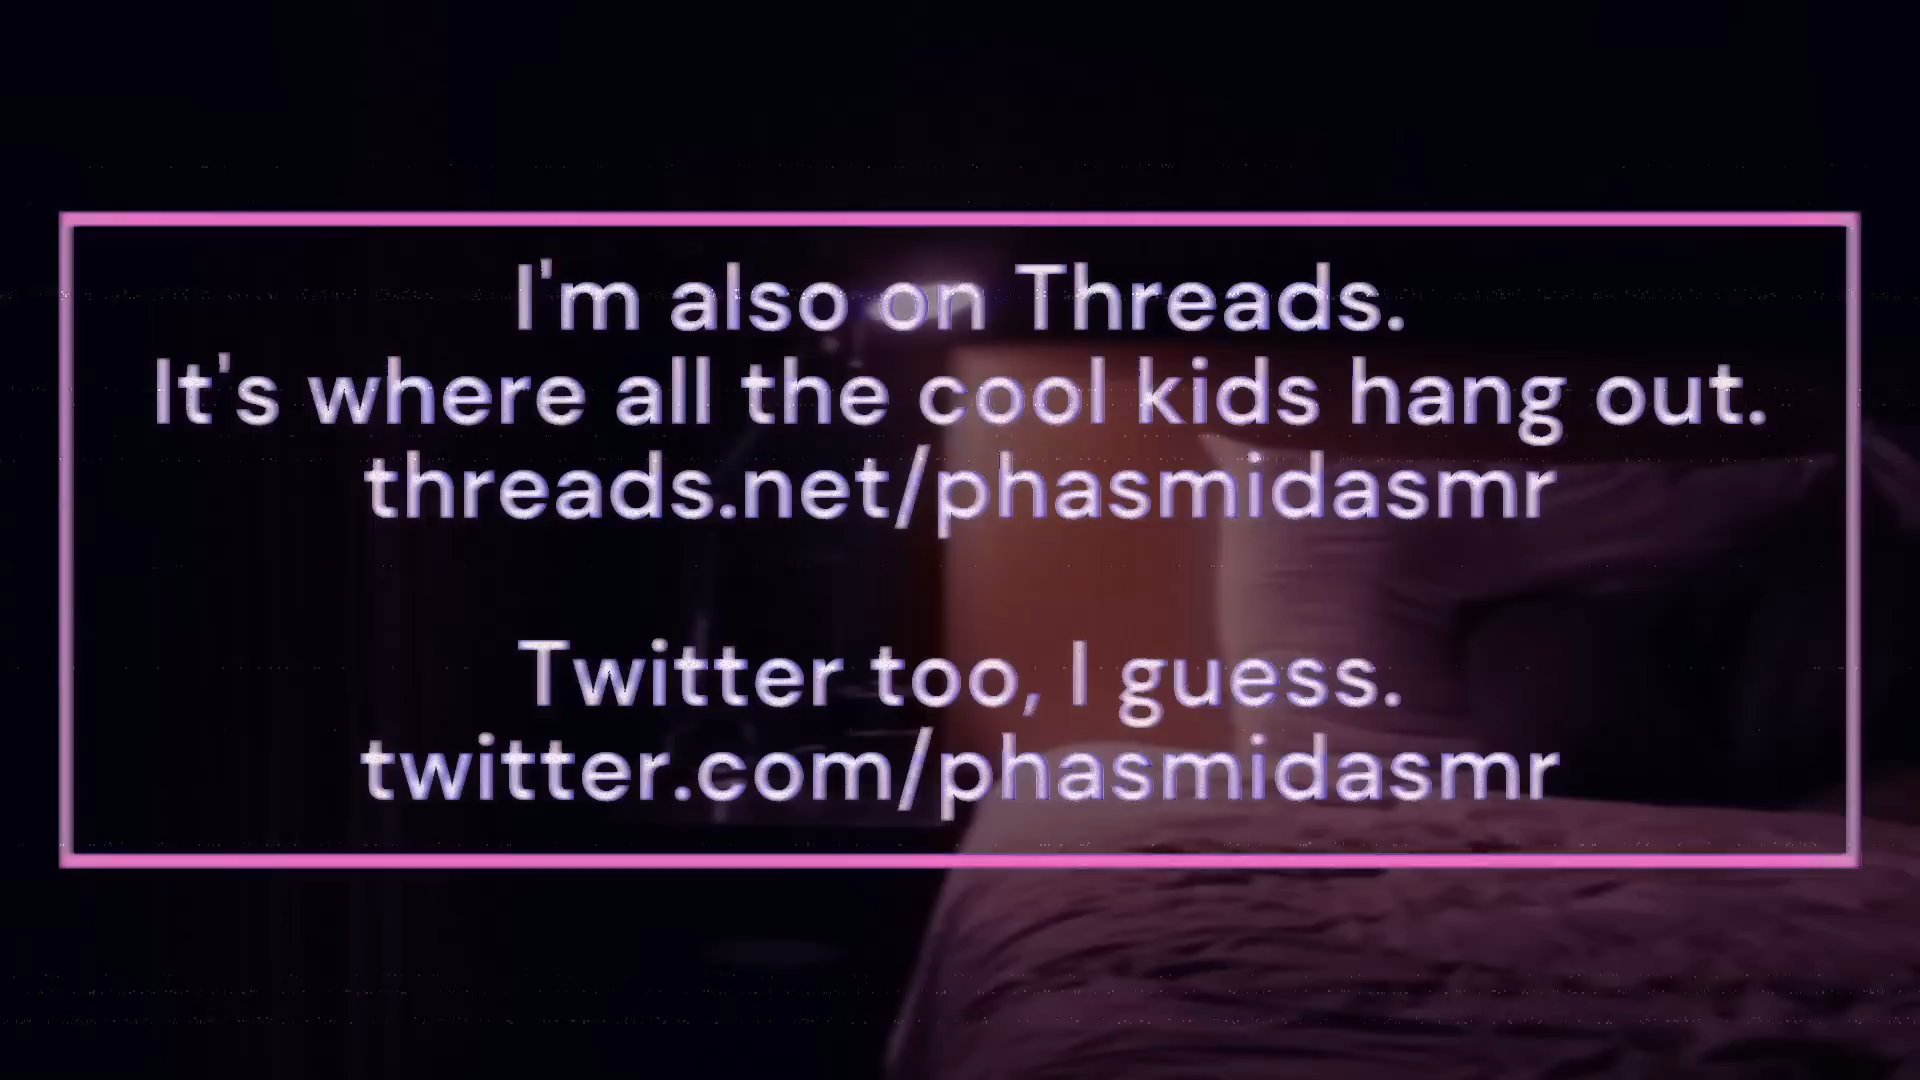 I'm also on Threads.
It's where all the cool kids hang out.
threads.net/phasmidasmr
Twitter too, I guess.
twitter.com/phasmidasmr